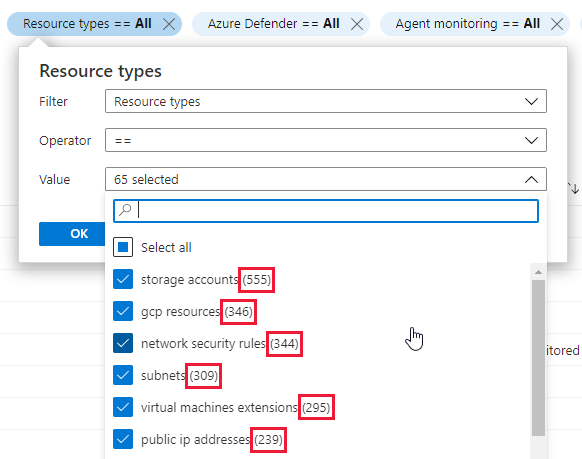 Resource types == All
Azure Defender == All
Agent monitoring == All
Resource types
Filter
Resource types
Operator
==
Value
65 selected
OK
Select all
storage accounts (555)
gcp resources (346)
network security rules (344)
itored
subnets (309)
virtual machines extensions (295)
public ip addresses (239)